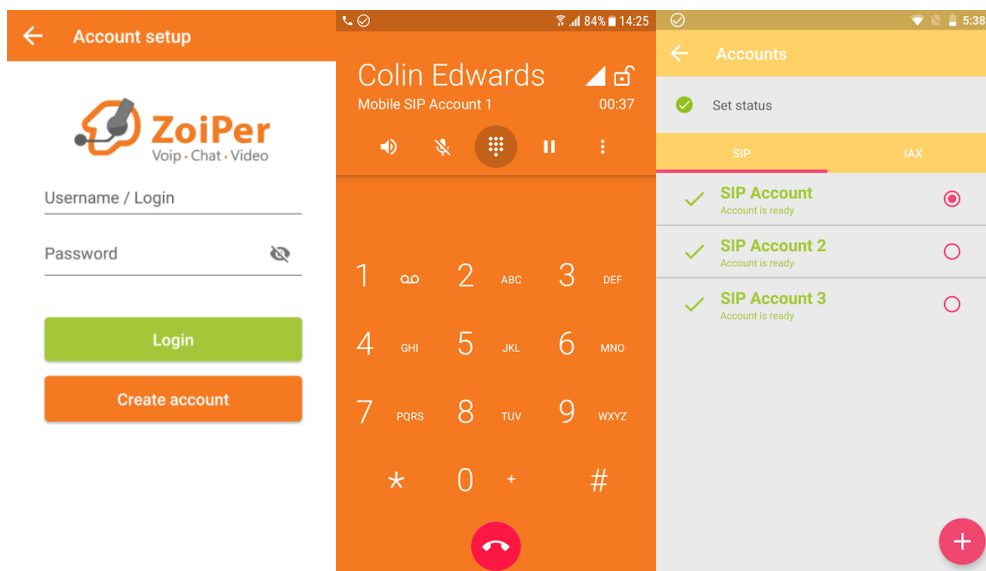 Account setup
ZoiPer
Voip · Chat · Video
Username / Login
Password
Login
Create account
84% 14:25
Colin Edwards
Mobile SIP Account 1 00:37
1 2 ABC 3 DEF
4 GHI 5 JKL 6 MNO
7 PQRS 8 TUV 9 WXYZ
* 0 + #
5:38
Accounts
Set status
SIP IAX
SIP Account
Account is ready
SIP Account 2
Account is ready
SIP Account 3
Account is ready
+